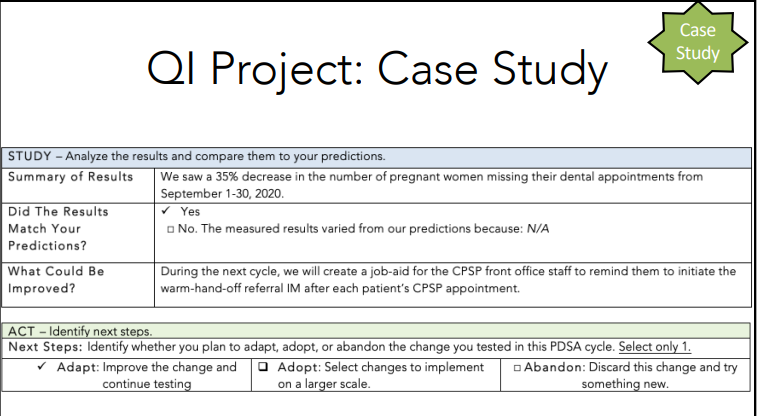 Case
Study
QI Project: Case Study
STUDY – Analyze the results and compare them to your predictions.
Summary of Results
We saw a 35% decrease in the number of pregnant women missing their dental appointments from
September 1-30, 2020.
Did The Results
Match Your
Predictions?
✓ Yes
□ No. The measured results varied from our predictions because: N/A
What Could Be
Improved?
During the next cycle, we will create a job-aid for the CPSP front office staff to remind them to initiate the
warm-hand-off referral IM after each patient's CPSP appointment.
ACT – Identify next steps.
Next Steps: Identify whether you plan to adapt, adopt, or abandon the change you tested in this PDSA cycle. Select only 1.
✓ Adapt: Improve the change and
continue testing
❑ Adopt: Select changes to implement
on a larger scale.
□ Abandon: Discard this change and try
something new.